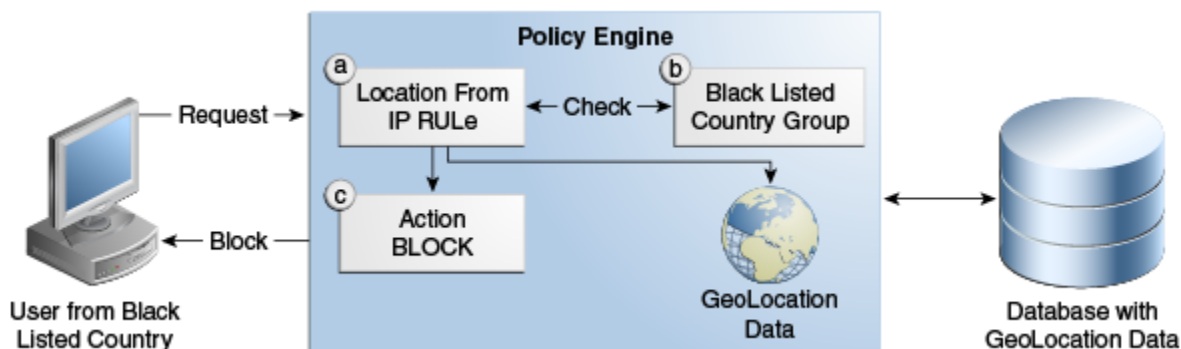 Policy Engine
a
Location From
IP RULe
Check
b
Black Listed
Country Group
Request
c
Action
BLOCK
Block
GeoLocation
Data
User from Black
Listed Country
Database with
GeoLocation Data